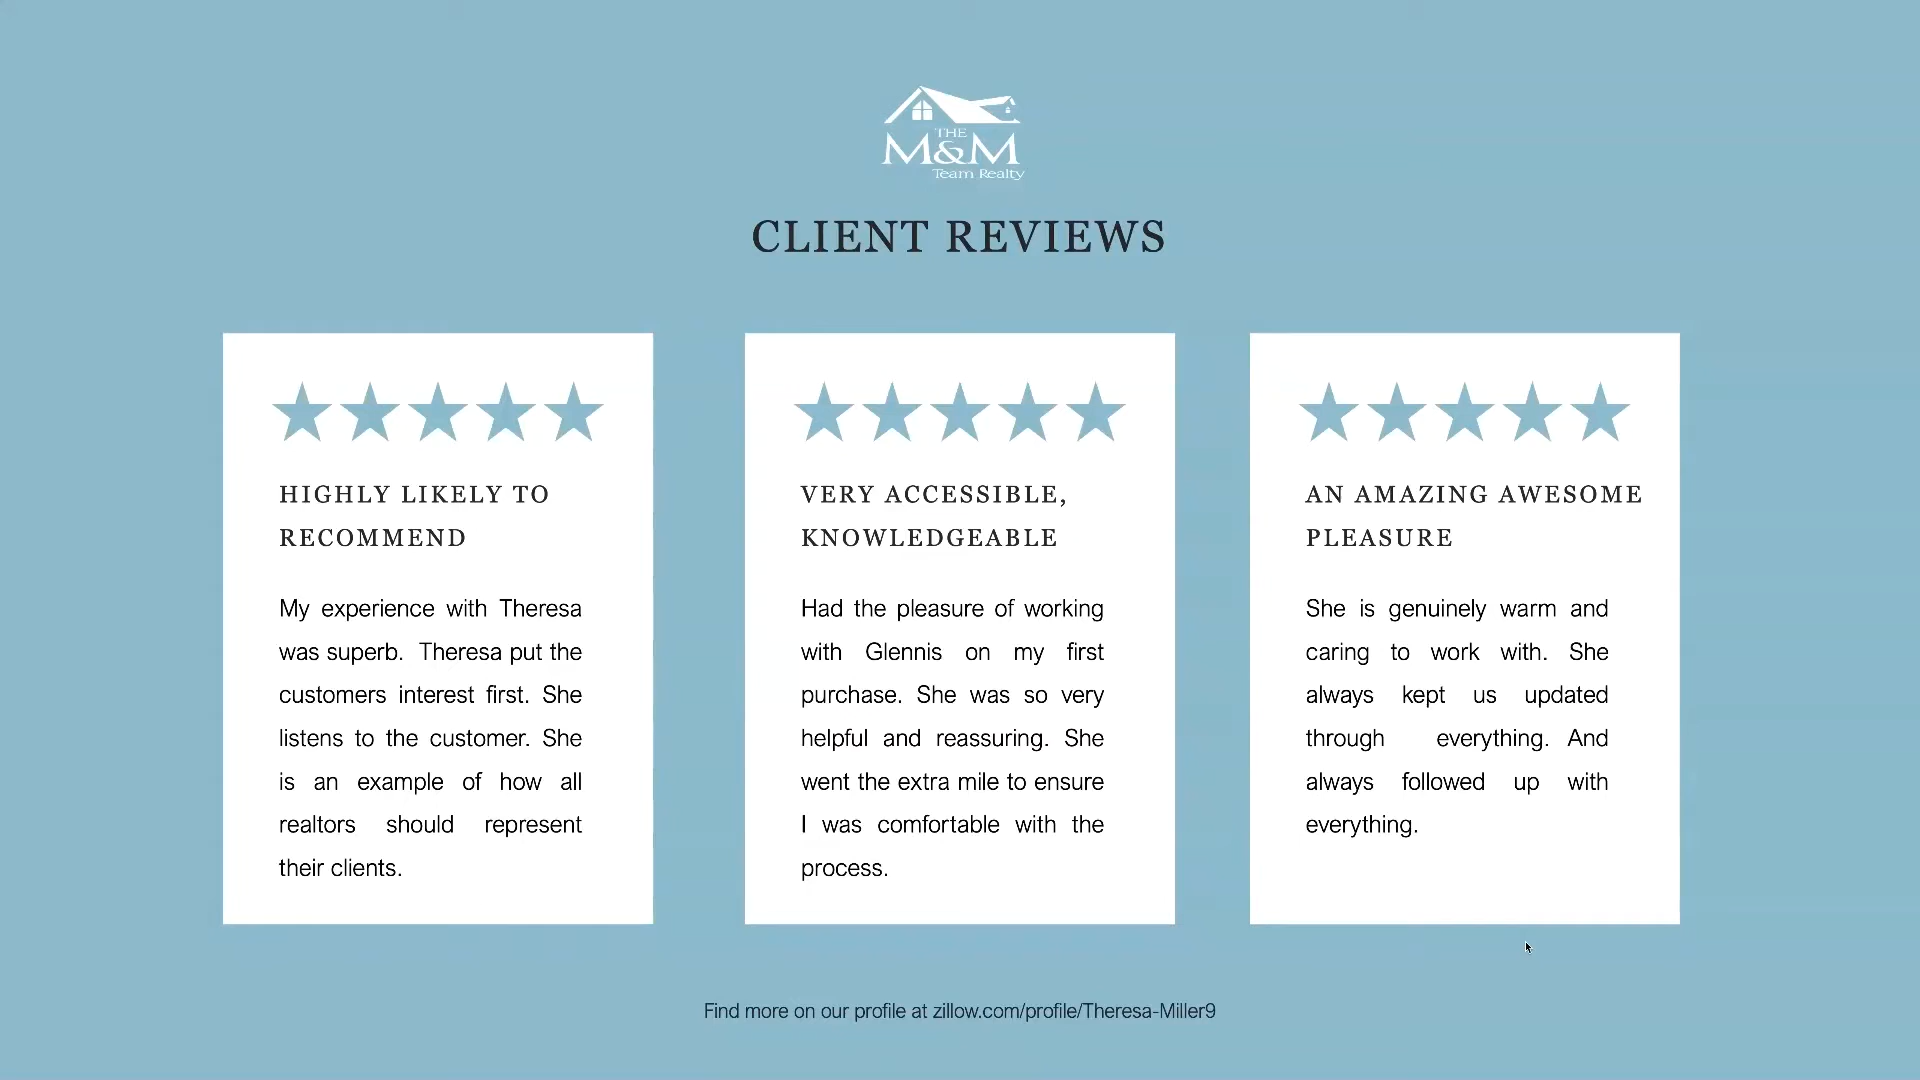 THE
M&M
Team Realty
CLIENT REVIEWS
HIGHLY LIKELY TO
RECOMMEND
My experience with Theresa
was superb. Theresa put the
customers interest first. She
listens to the customer. She
is an example of how all
realtors should represent
their clients.
VERY ACCESSIBLE,
KNOWLEDGEABLE
Had the pleasure of working
with Glennis on my first
purchase. She was so very
helpful and reassuring. She
went the extra mile to ensure
I was comfortable with the
process.
AN AMAZING AWESOME
PLEASURE
She is genuinely warm and
caring to work with. She
always kept us updated
through everything. And
always followed up with
everything.
Find more on our profile at zillow.com/profile/Theresa-Miller9